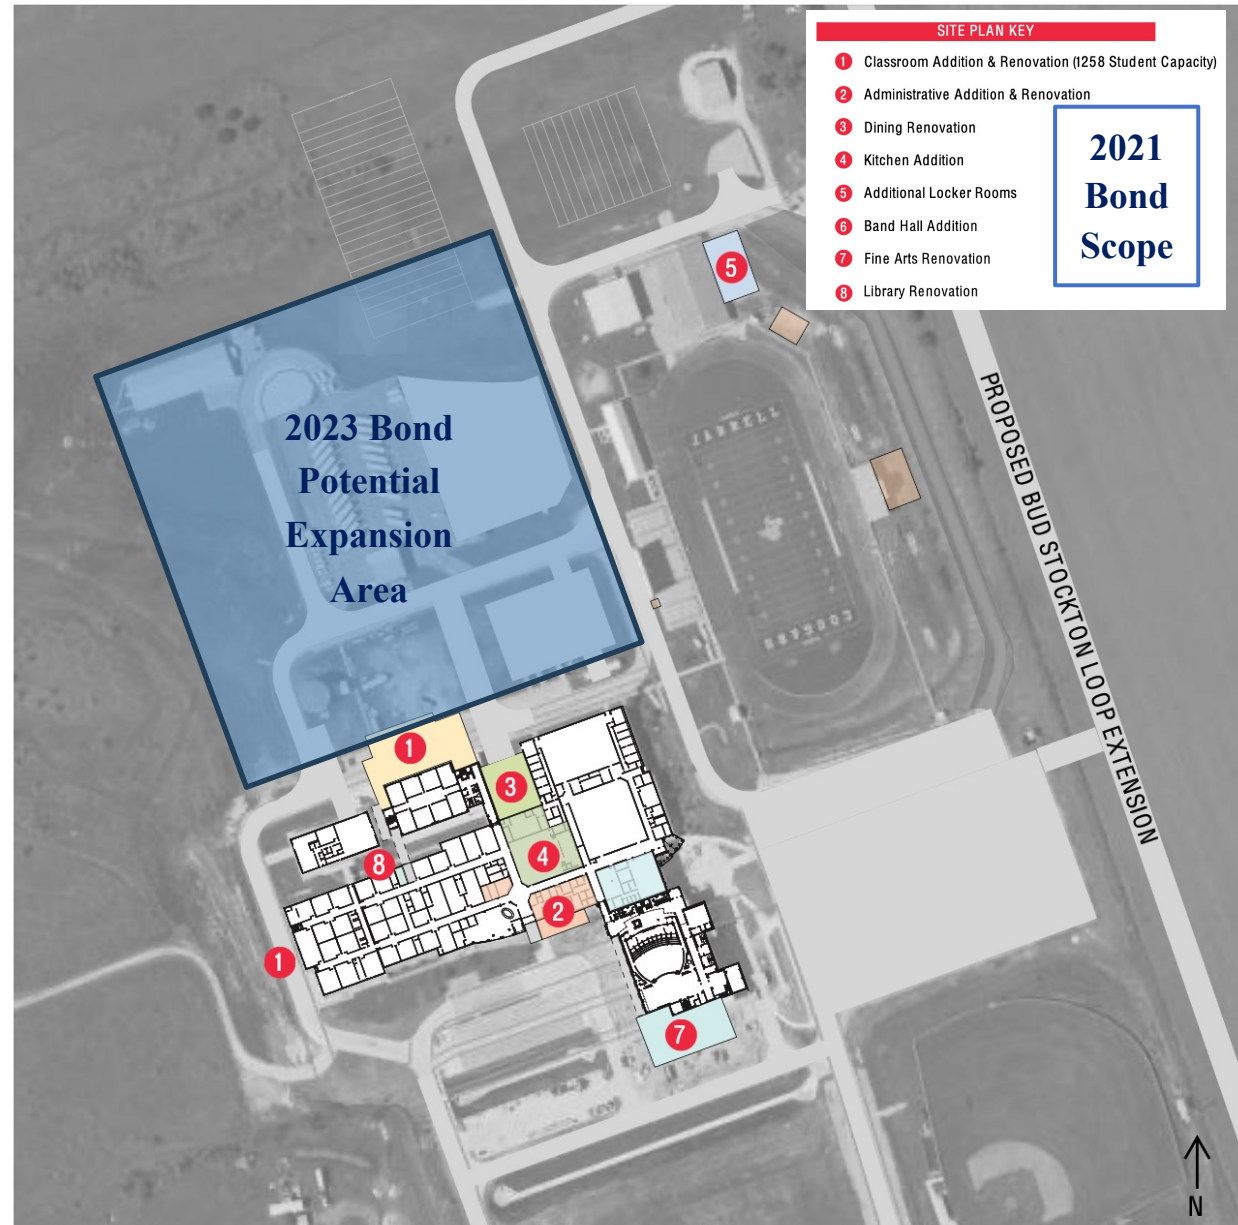 SITE PLAN KEY
1 Classroom Addition & Renovation (1258 Student Capacity)
2 Administrative Addition & Renovation
3 Dining Renovation
4 Kitchen Addition
5 Additional Locker Rooms
6 Band Hall Addition
7 Fine Arts Renovation
8 Library Renovation
2021
Bond
Scope
5
2023 Bond
Potential
Expansion
Area
PROPOSED BUD STOCKTON LOOP EXTENSION
COUGARS
1
3
4
8
2
1
7
N